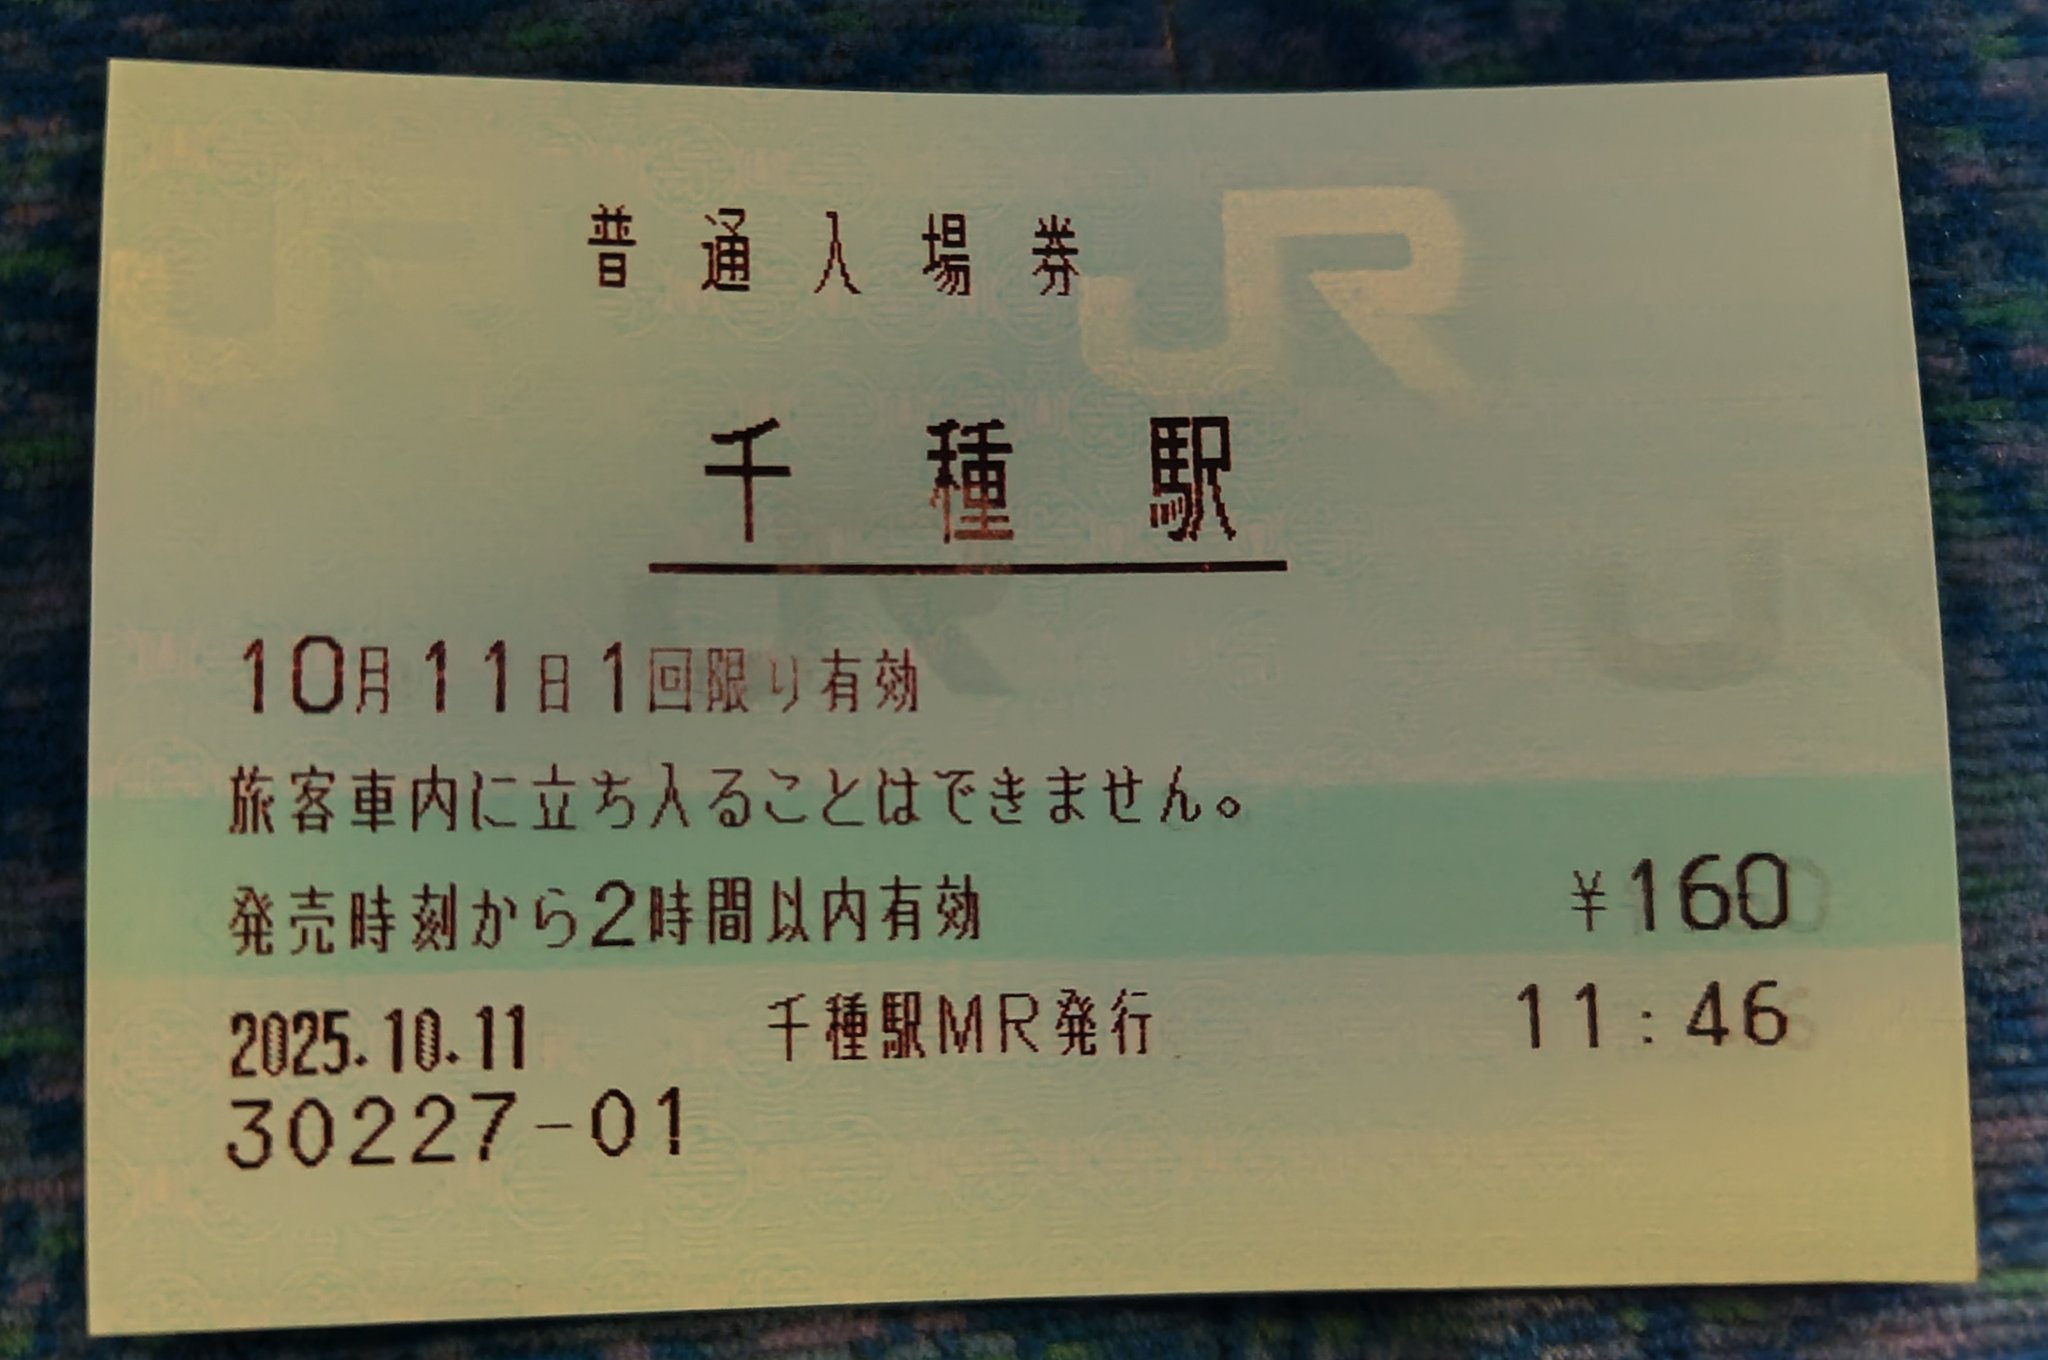 普通入場券
JR
千種駅
10月11日1回限り有効
旅客車内に立ち入ることはできません。
発売時刻から2時間以内有効 ¥160
2025.10.11 千種駅MR発行 11:46
30227-01